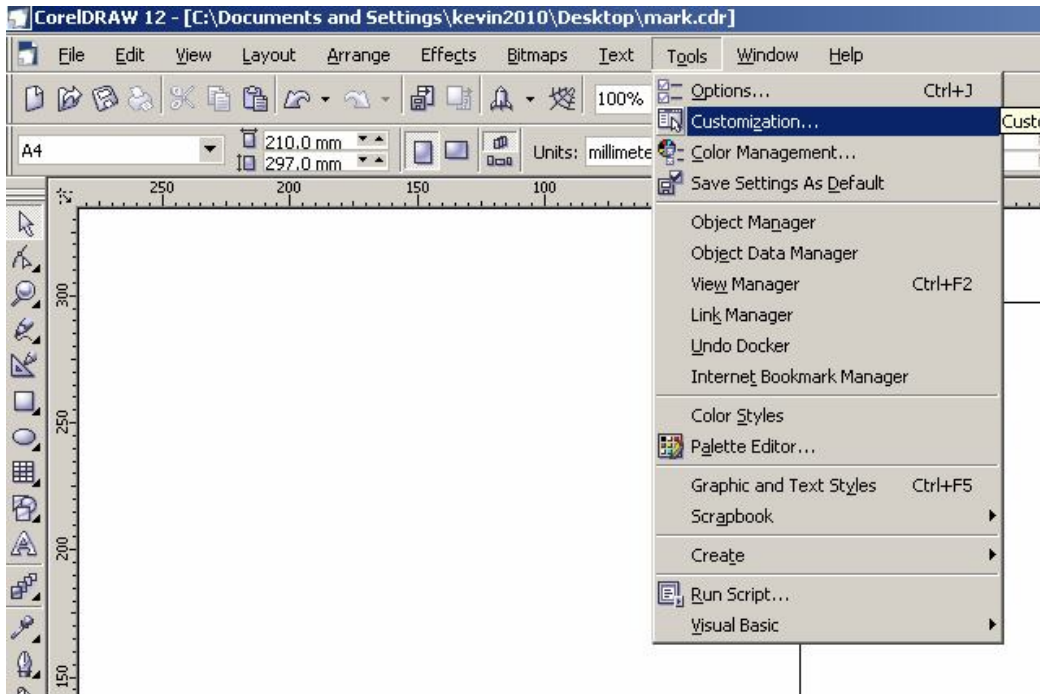 CorelDRAW 12 - [C:\Documents and Settings\kevin2010\Desktop\mark.cdr]
File Edit View Layout Arrange Effects Bitmaps Text Tools Window Help
100%
A4 210.0 mm Units: millimete
297.0 mm
250 200 150 100
300
250
200
150
Options... Ctrl+J
Customization...
Custo
Color Management...
Save Settings As Default
Object Manager
Object Data Manager
View Manager Ctrl+F2
Link Manager
Undo Docker
Internet Bookmark Manager
Color Styles
Palette Editor...
Graphic and Text Styles Ctrl+F5
Scrapbook
Create
Run Script...
Visual Basic